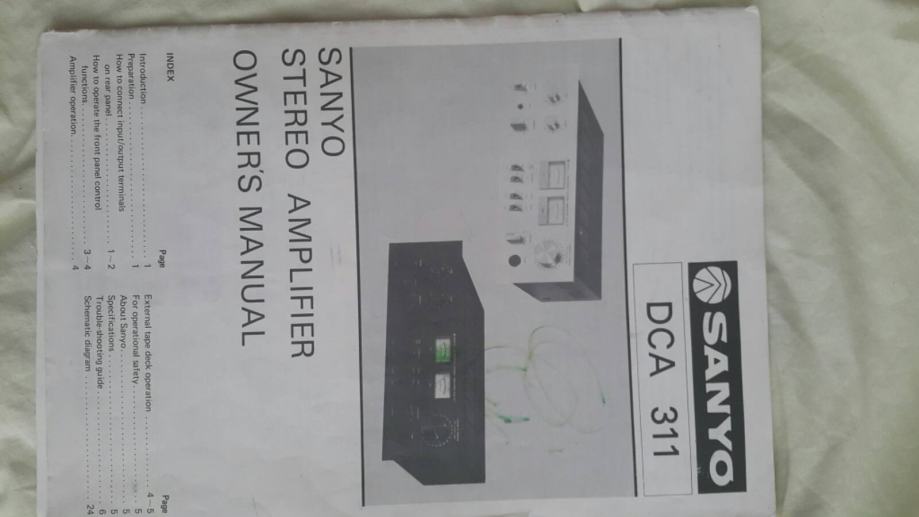 SANYO
DCA 311
SANYO
STEREO AMPLIFIER
OWNER'S MANUAL
INDEX
Page
Introduction . . . . . . . . . . . . . . . . . . . . . . . . 1
Preparation . . . . . . . . . . . . . . . . . . . . . . . . 1
How to connect input/output terminals
on rear panel . . . . . . . . . . . . . . . . . . . . 1–2
How to operate the front panel control
functions. . . . . . . . . . . . . . . . . . . . . . . 3–4
Amplifier operation. . . . . . . . . . . . . . . . . . . . 4
Page
External tape deck operation . . . . . . . . . . . . 4–5
For operational safety. . . . . . . . . . . . . . . . . . 5
About Sanyo. . . . . . . . . . . . . . . . . . . . . . . . 5
Specifications . . . . . . . . . . . . . . . . . . . . . . . 5
Trouble-shooting guide . . . . . . . . . . . . . . . . . 6
Schematic diagram . . . . . . . . . . . . . . . . . . . . 24